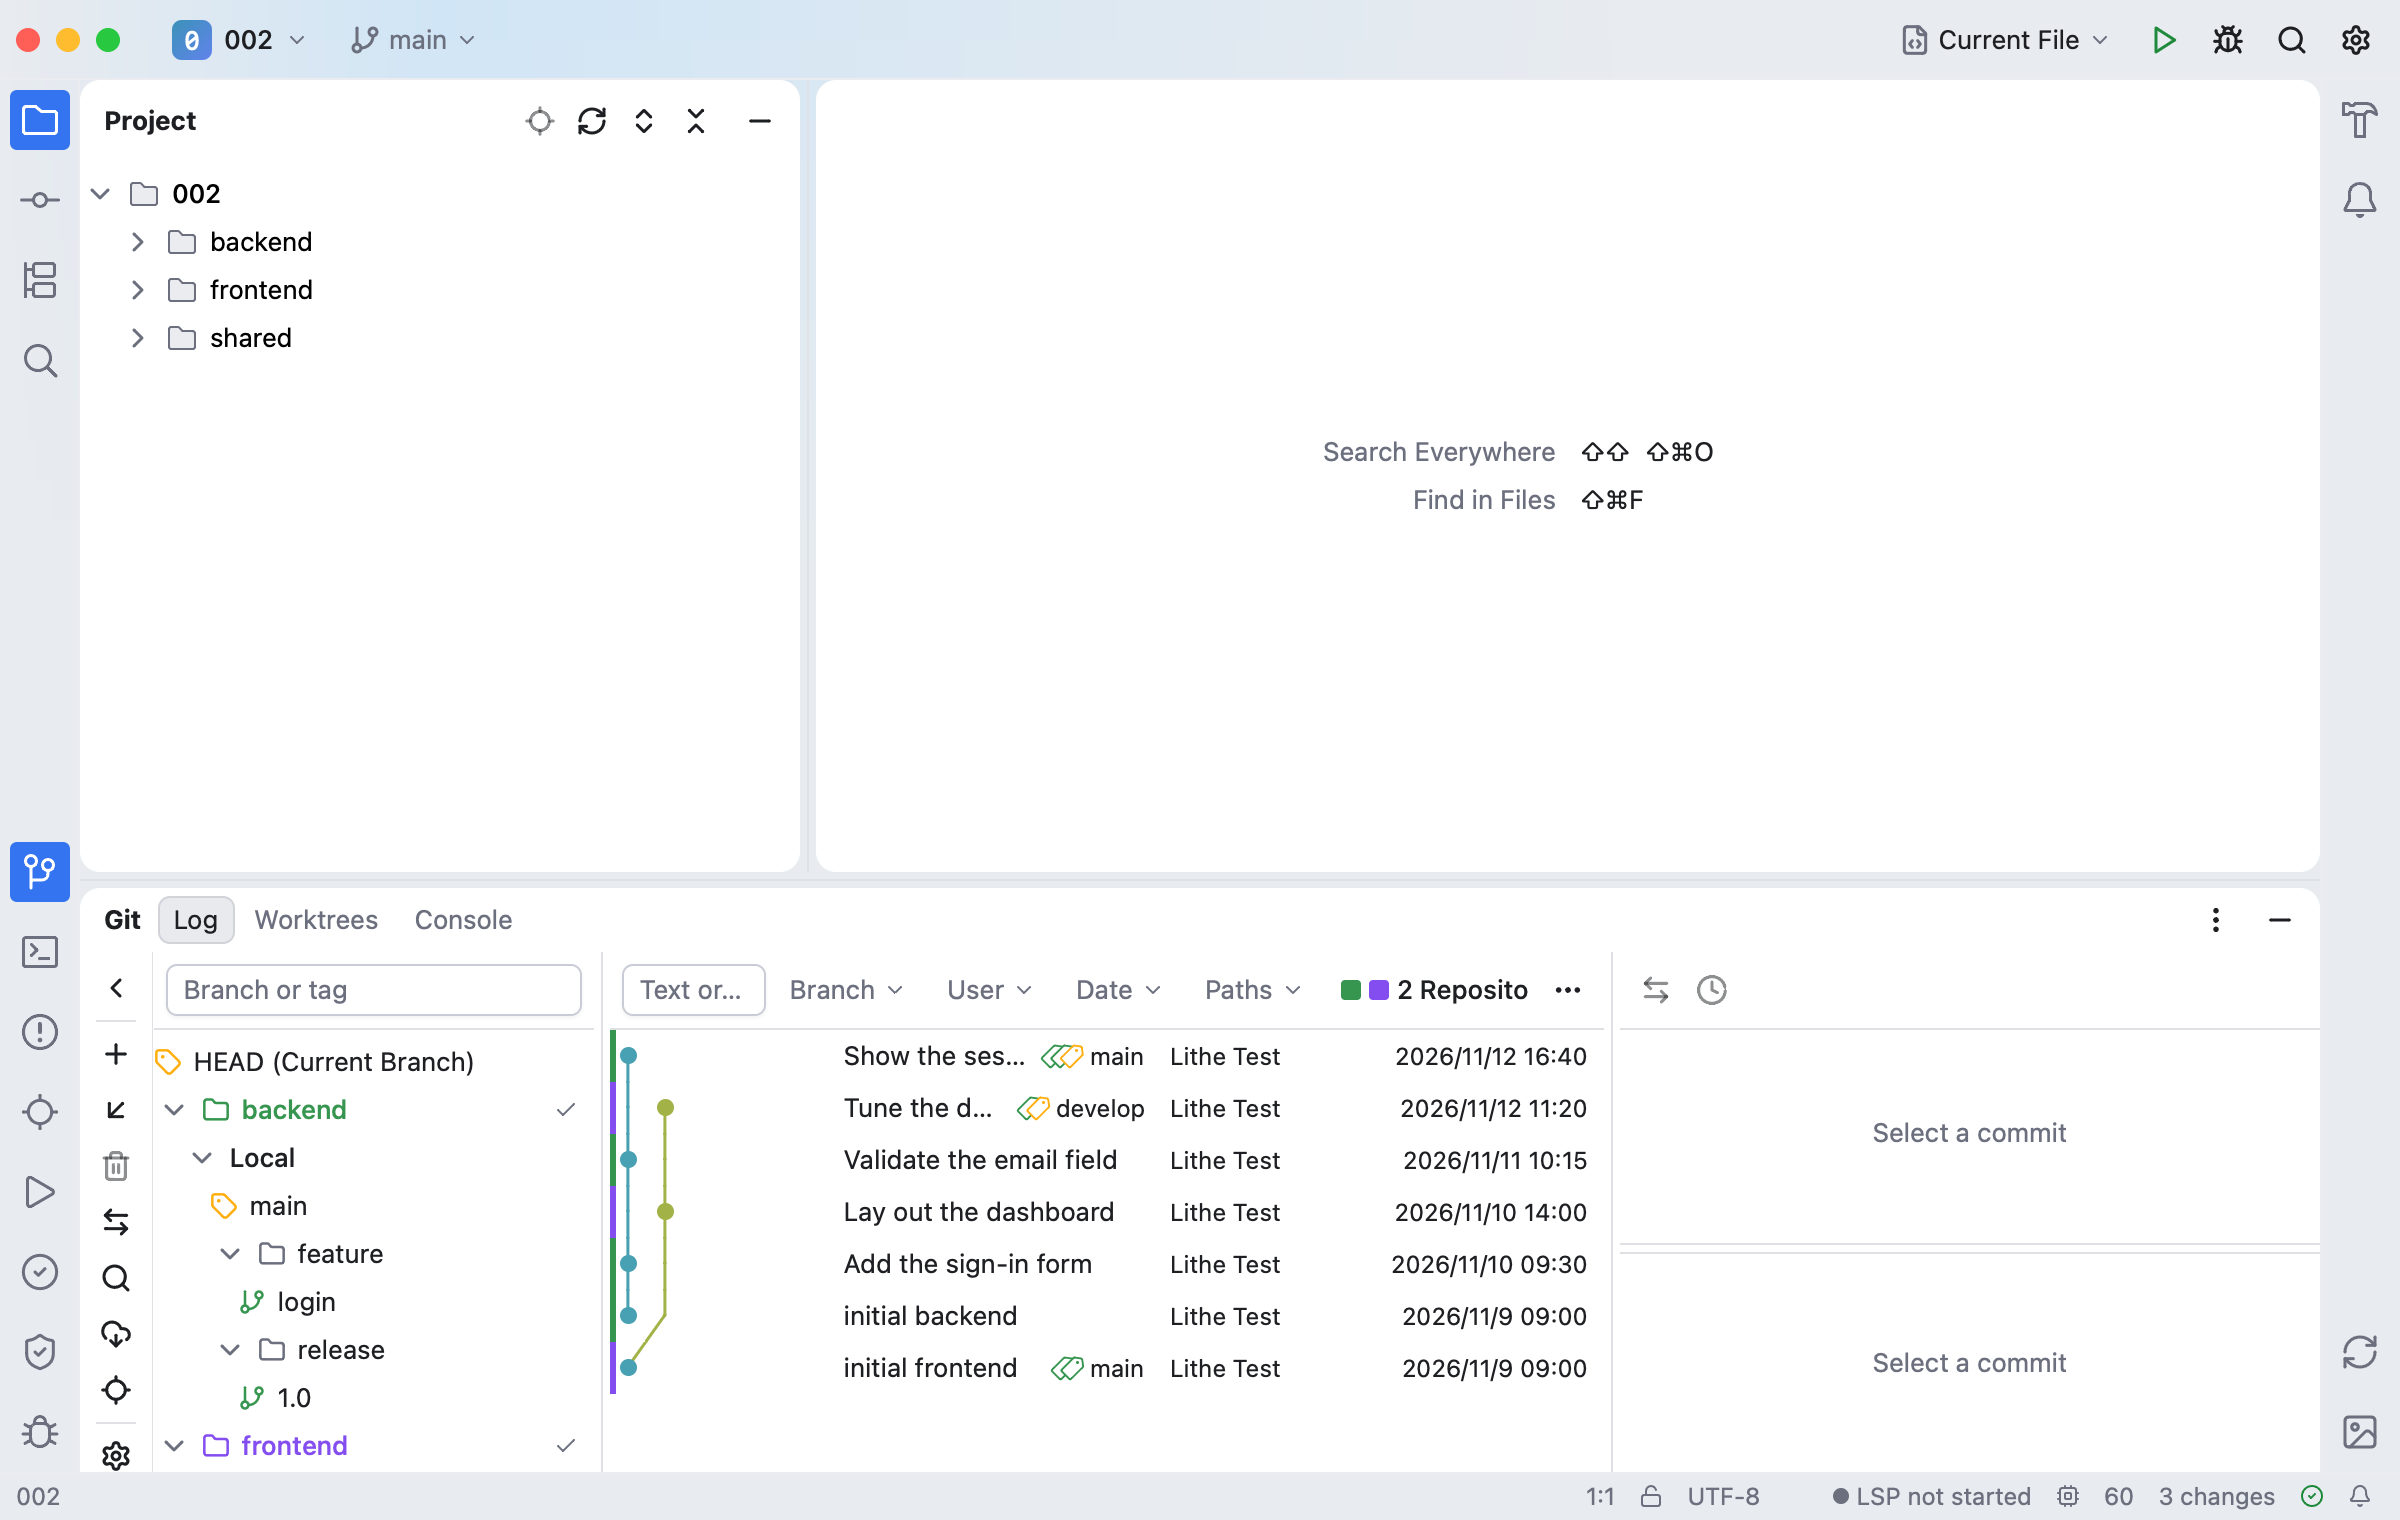 0 002 main Current File
Project
002
backend
frontend
shared
Search Everywhere ⇧⇧ ⇧⌘O
Find in Files ⇧⌘F
Git Log Worktrees Console
Branch or tag
HEAD (Current Branch)
backend
Local
main
feature
login
release
1.0
frontend
Text or... Branch User Date Paths 2 Reposito
Show the ses... main Lithe Test 2026/11/12 16:40
Tune the d... develop Lithe Test 2026/11/12 11:20
Validate the email field Lithe Test 2026/11/11 10:15
Lay out the dashboard Lithe Test 2026/11/10 14:00
Add the sign-in form Lithe Test 2026/11/10 09:30
initial backend Lithe Test 2026/11/9 09:00
initial frontend main Lithe Test 2026/11/9 09:00
Select a commit
Select a commit
002 1:1 UTF-8 LSP not started 60 3 changes